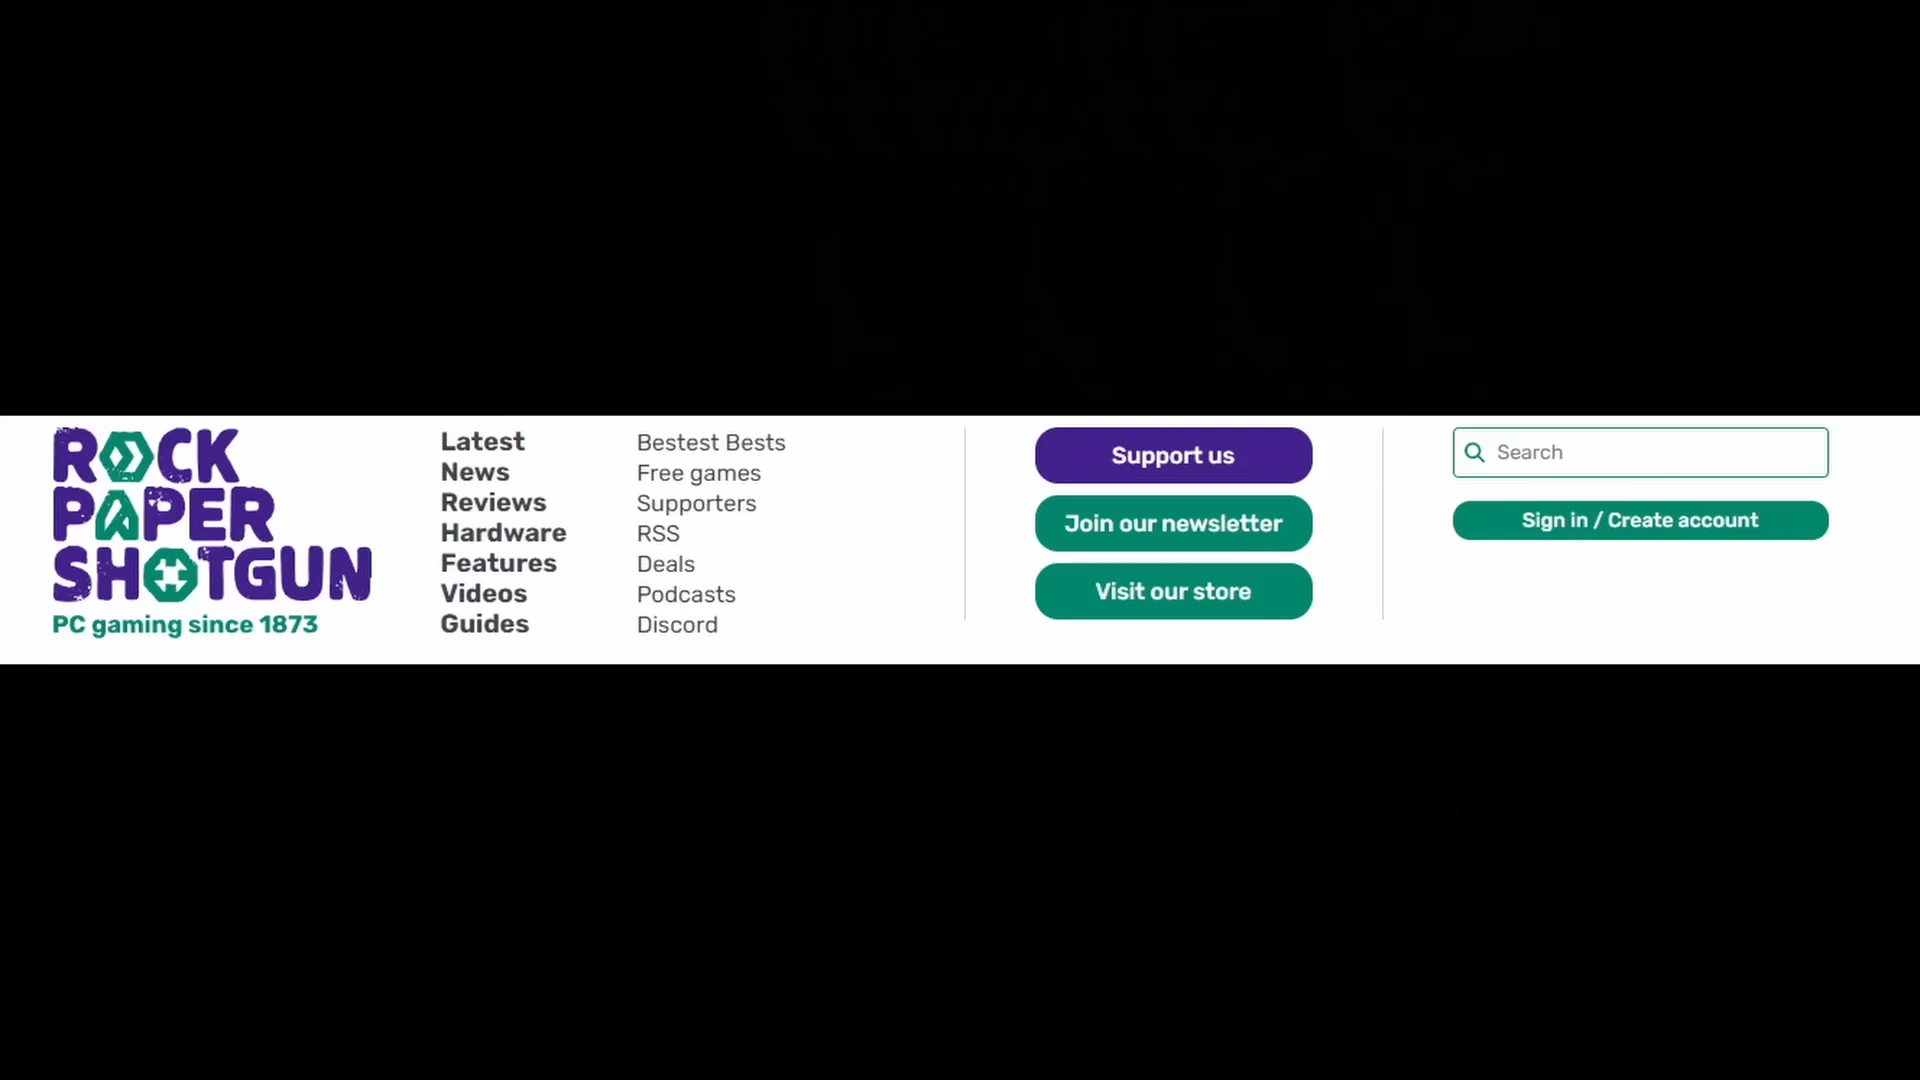 ROCK
PAPER
SHOTGUN
PC gaming since 1873
Latest
News
Reviews
Hardware
Features
Videos
Guides
Bestest Bests
Free games
Supporters
RSS
Deals
Podcasts
Discord
Support us
Join our newsletter
Visit our store
Search
Sign in / Create account